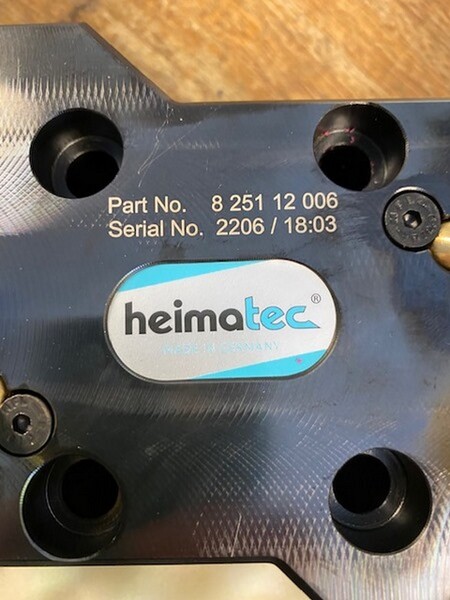 Part No. 8 251 12 006
Serial No. 2206 / 18:03
heimatec®
MADE IN GERMANY